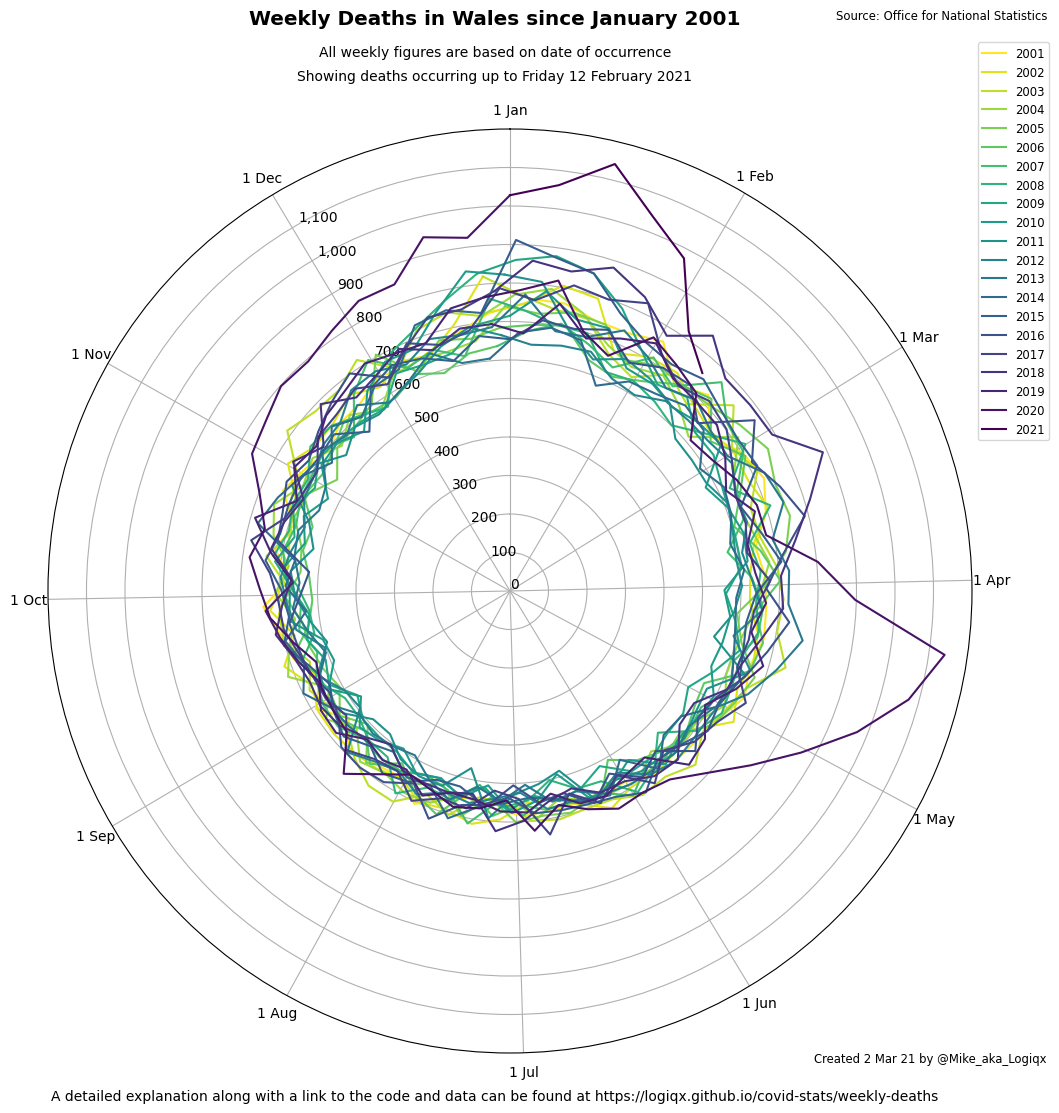 Weekly Deaths in Wales since January 2001
Source: Office for National Statistics
All weekly figures are based on date of occurrence
Showing deaths occurring up to Friday 12 February 2021
2001
2002
2003
2004
2005
2006
2007
2008
2009
2010
2011
2012
2013
2014
2015
2016
2017
2018
2019
2020
2021
1 Jan
1 Feb
1 Mar
1 Apr
1 May
1 Jun
1 Jul
1 Aug
1 Sep
1 Oct
1 Nov
1 Dec
1,100
1,000
900
800
700
600
500
400
300
200
100
0
Created 2 Mar 21 by @Mike_aka_Logiqx
A detailed explanation along with a link to the code and data can be found at https://logiqx.github.io/covid-stats/weekly-deaths